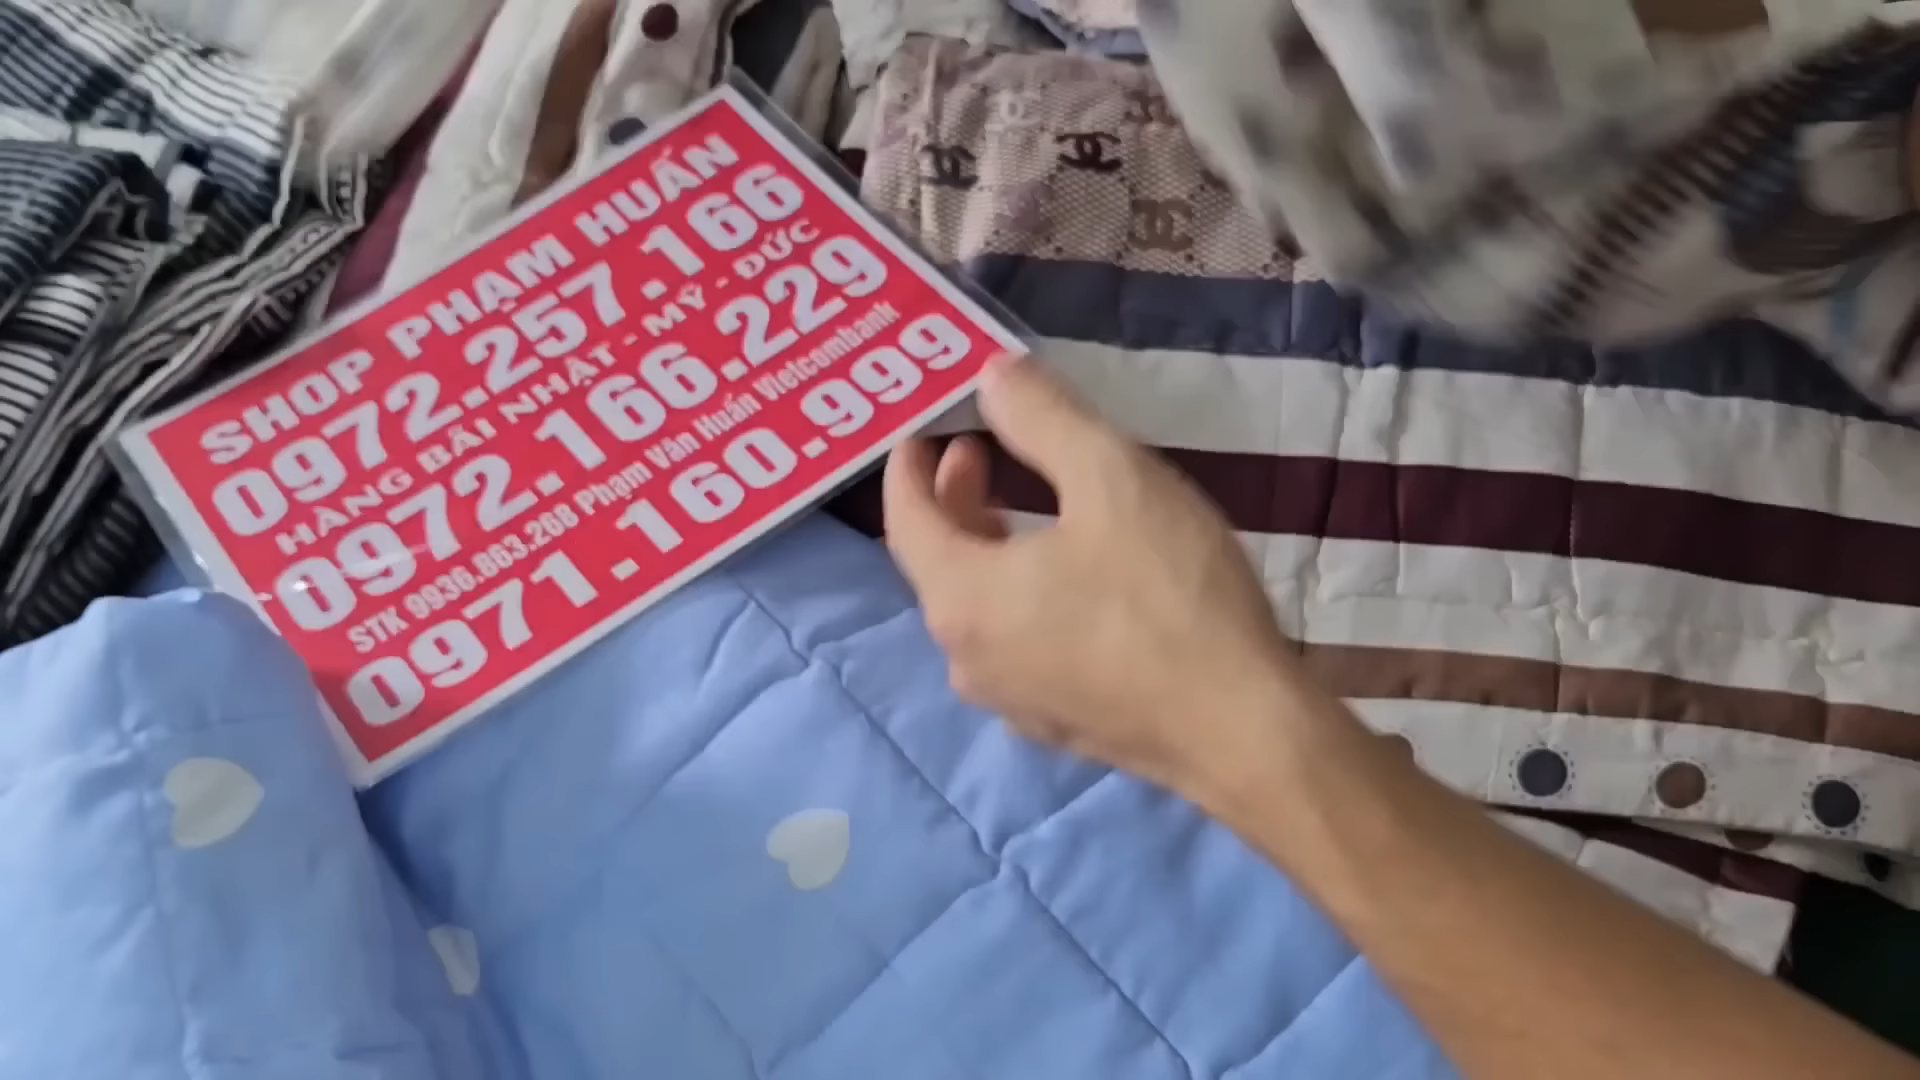 SHOP PHẠM HUẤN
0972.257.166
HÀNG BÃI NHẬT - MỸ - ĐỨC
0972.166.229
STK 9936.863.268 Phạm Văn Huấn Vietcombank
0971.160.999